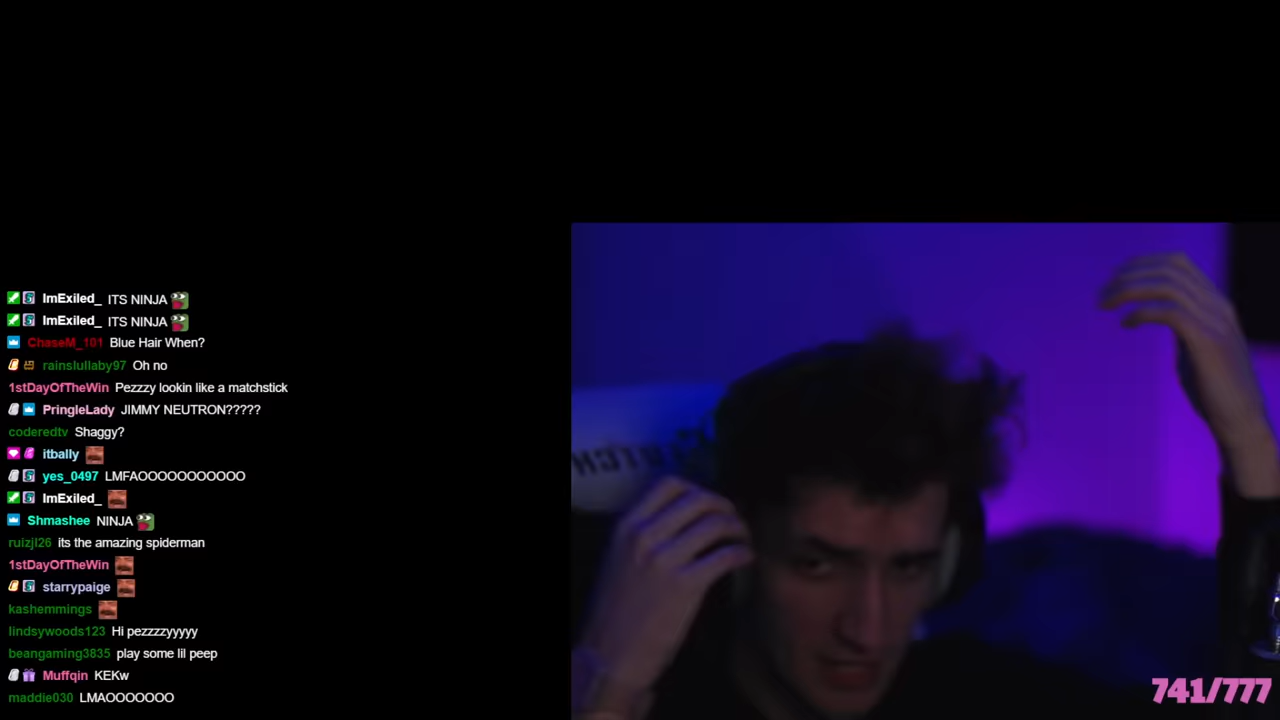 ImExiled_ ITS NINJA
ImExiled_ ITS NINJA
ChaseM_101 Blue Hair When?
rainslullaby97 Oh no
1stDayOfTheWin Pezzzy lookin like a matchstick
PringleLady JIMMY NEUTRON?????
coderedtv Shaggy?
itbally
yes_0497 LMFAOOOOOOOOOOO
ImExiled_
Shmashee NINJA
ruizjl26 its the amazing spiderman
1stDayOfTheWin
starrypaige
kashemmings
lindsywoods123 Hi pezzzzyyyyy
beangaming3835 play some lil peep
Muffqin KEKw
maddie030 LMAOOOOOOO
741/777